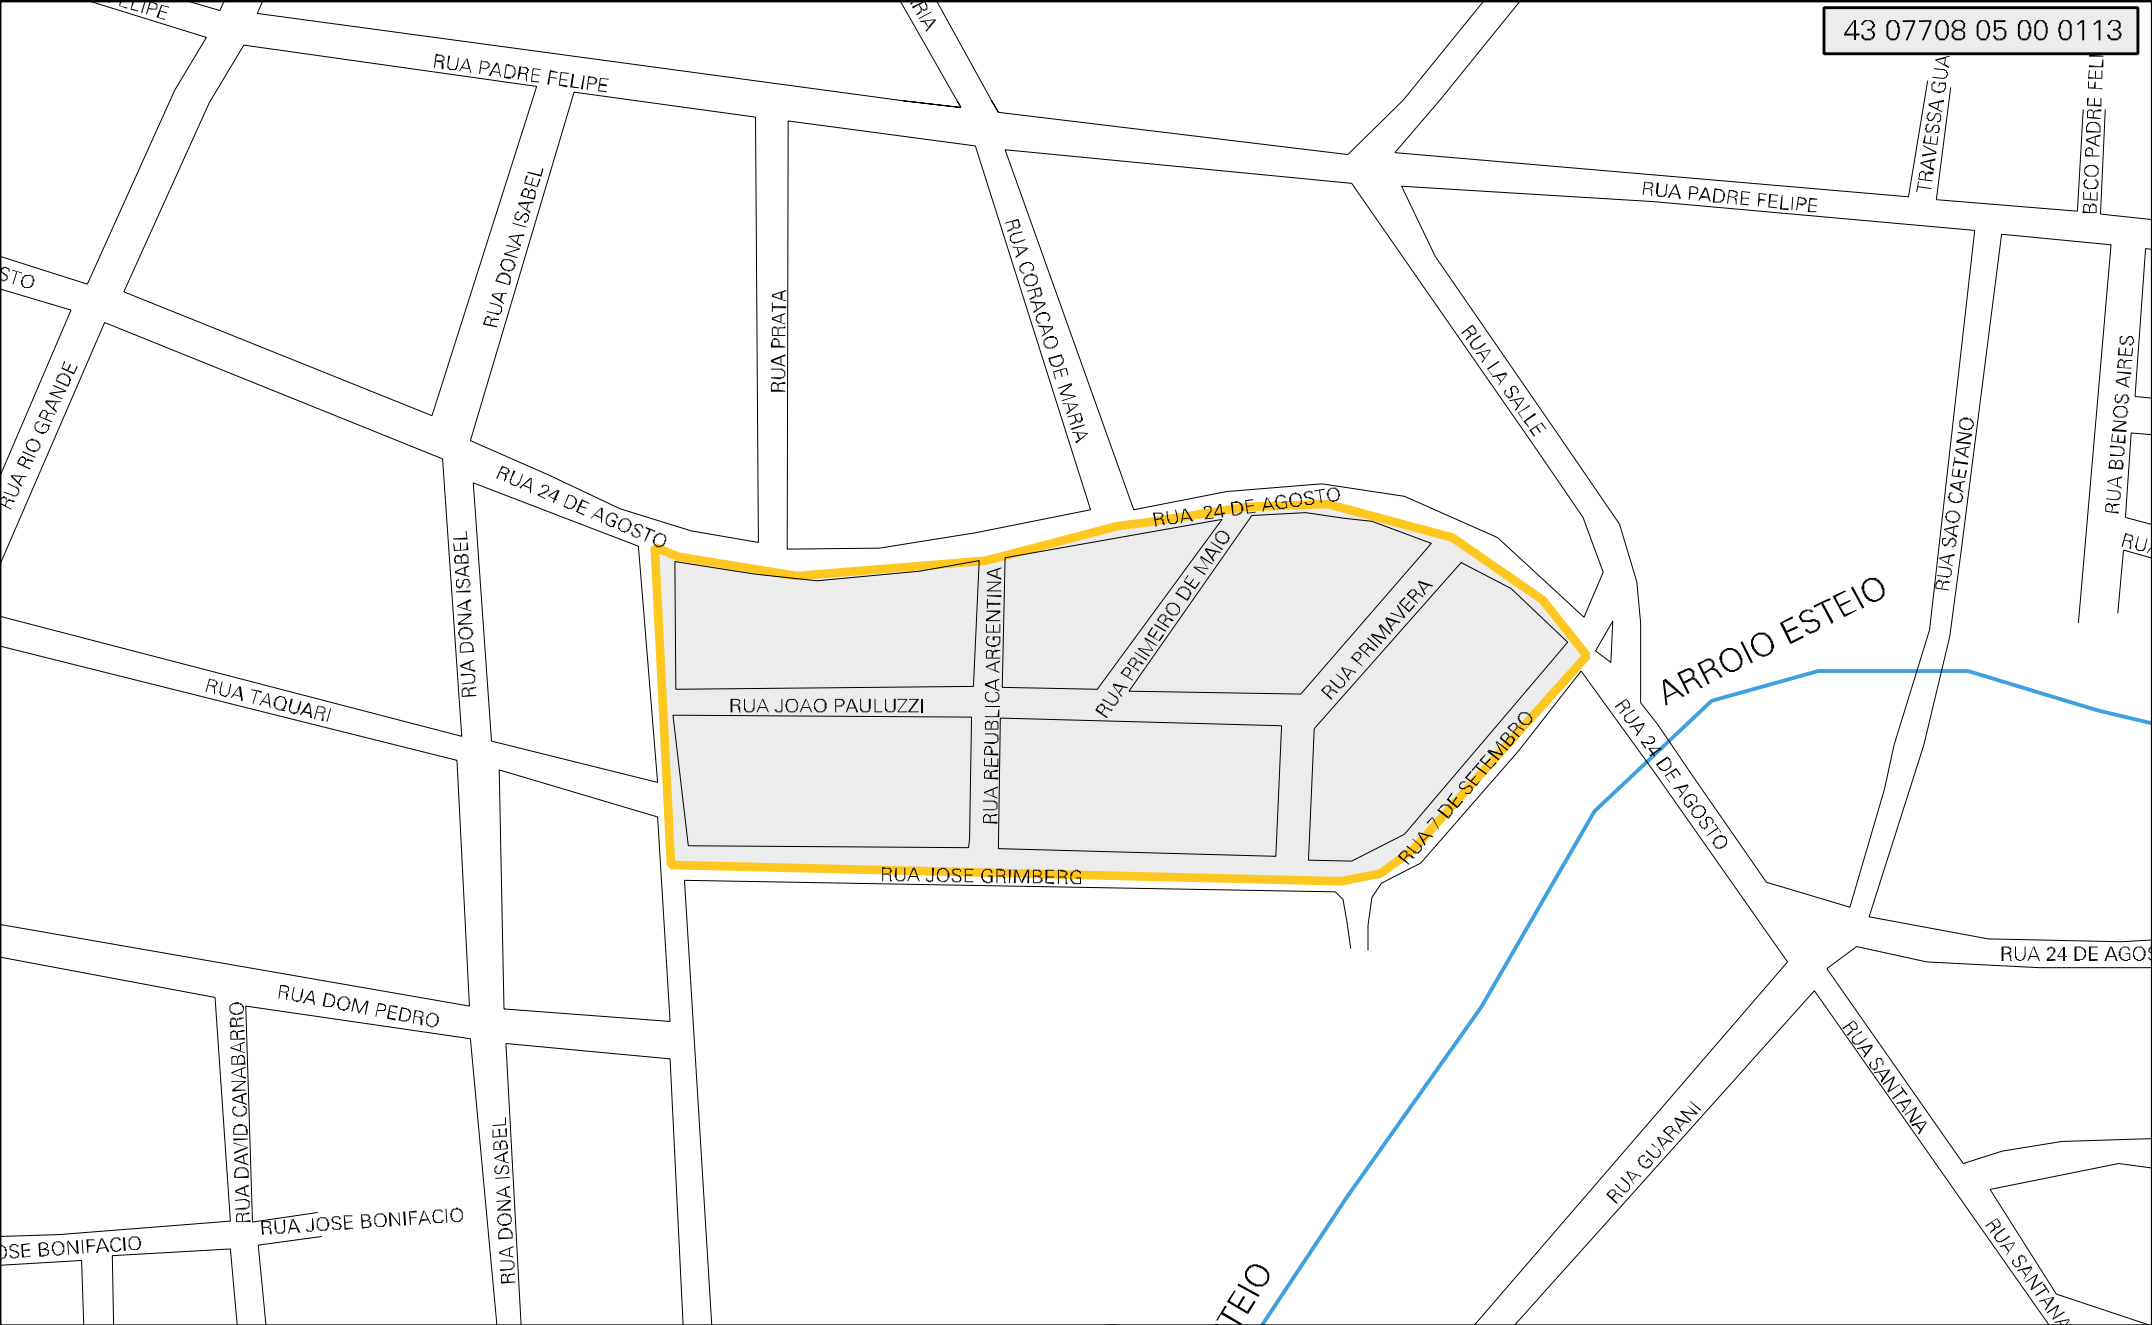 ELIPE
43 07708 05 00 0113
RUA PADRE FELIPE
TRAVESSA GUA
BECO PADRE FELI
RUA PADRE FELIPE
RUA DONA ISABEL
STO
RUA CORACAO DE MARIA
RUA PRATA
RUA LA SALLE
RUA RIO GRANDE
RUA BUENOS AIRES
RUA SAO CAETANO
RUA 24 DE AGOSTO
RUA 24 DE AGOSTO
RUA DONA ISABEL
RUA PRIMEIRO DE MAIO
RUA REPUBLICA ARGENTINA
RUA PRIMAVERA
ARROIO ESTEIO
RUA TAQUARI
RUA JOAO PAULUZZI
RUA 7 DE SETEMBRO
RUA 24 DE AGOSTO
RUA JOSE GRIMBERG
RUA 24 DE AGOS
RUA DOM PEDRO
RUA DAVID CANABARRO
RUA SANTANA
RUA GUARANI
RUA DONA ISABEL
RUA JOSE BONIFACIO
OSE BONIFACIO
RUA SANTANA
TEIO